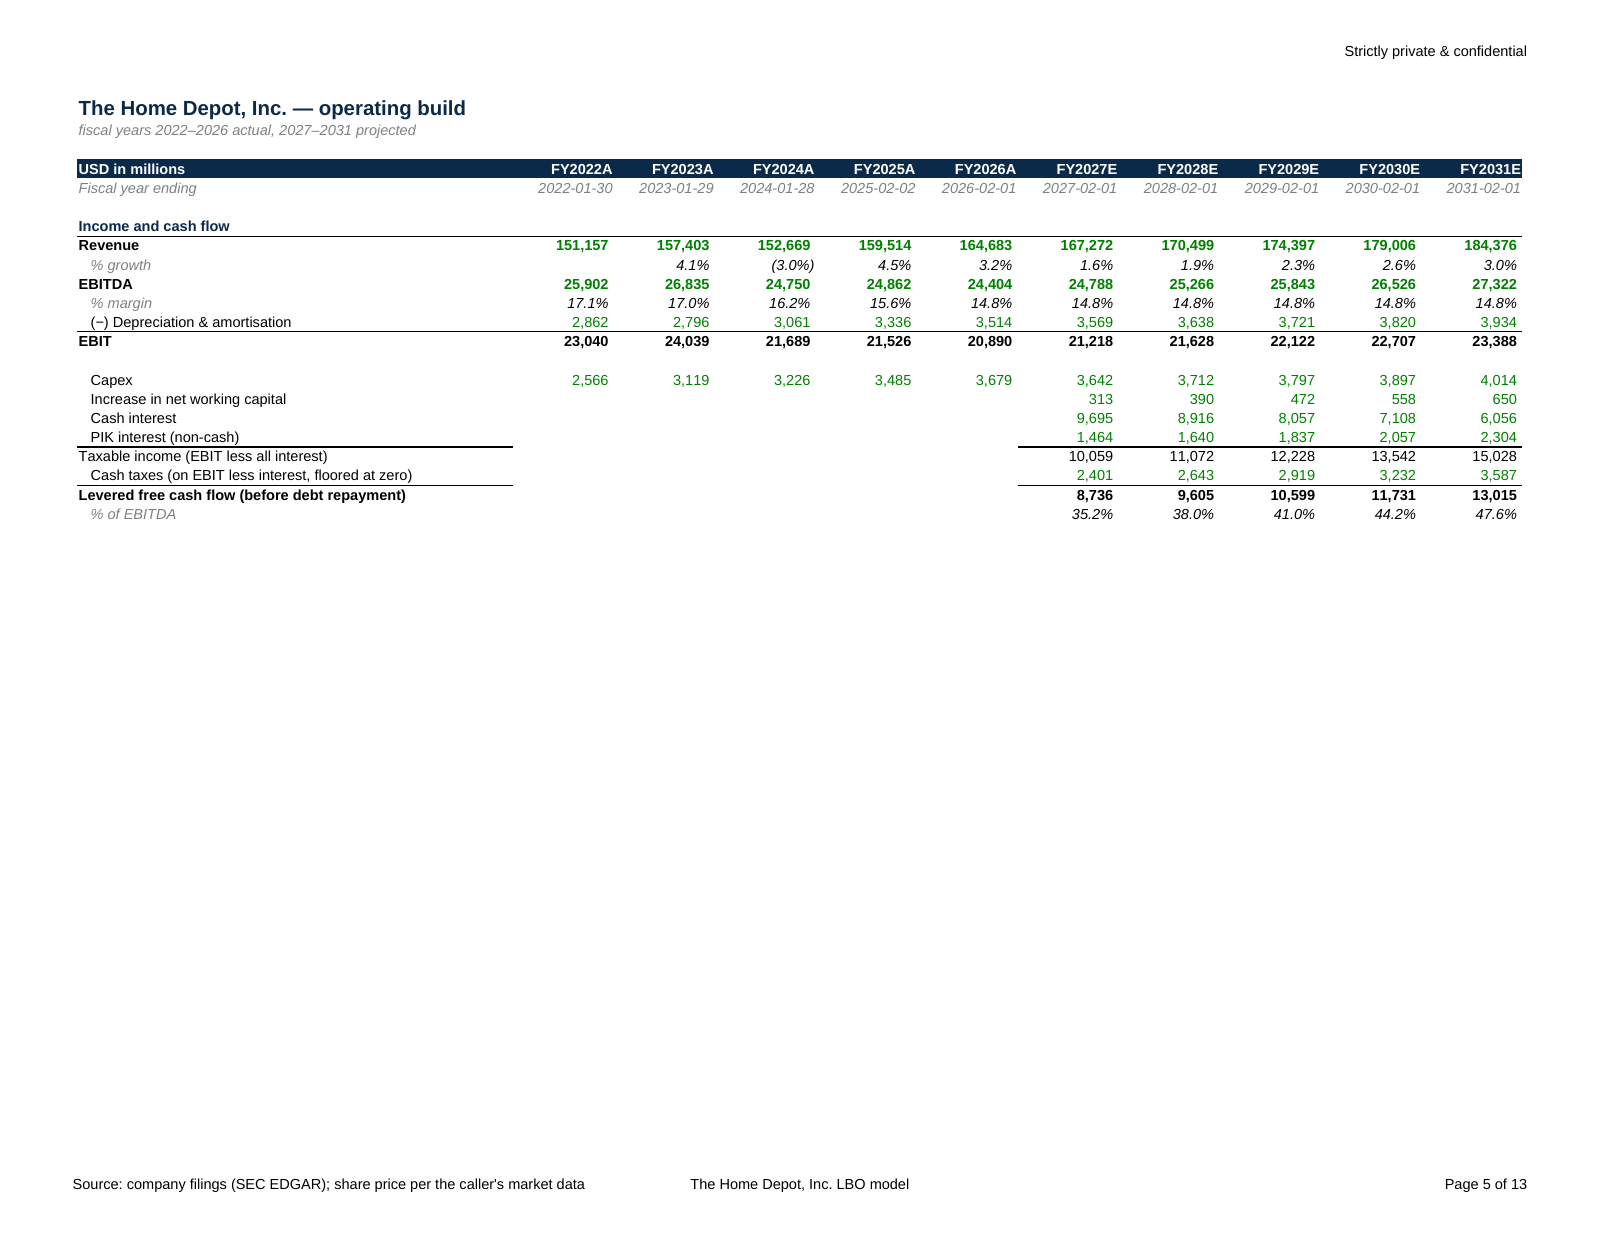 Strictly private & confidential
The Home Depot, Inc. — operating build
fiscal years 2022–2026 actual, 2027–2031 projected
USD in millions FY2022A FY2023A FY2024A FY2025A FY2026A FY2027E FY2028E FY2029E FY2030E FY2031E
Fiscal year ending 2022-01-30 2023-01-29 2024-01-28 2025-02-02 2026-02-01 2027-02-01 2028-02-01 2029-02-01 2030-02-01 2031-02-01
Income and cash flow
Revenue 151,157 157,403 152,669 159,514 164,683 167,272 170,499 174,397 179,006 184,376
% growth 4.1% (3.0%) 4.5% 3.2% 1.6% 1.9% 2.3% 2.6% 3.0%
EBITDA 25,902 26,835 24,750 24,862 24,404 24,788 25,266 25,843 26,526 27,322
% margin 17.1% 17.0% 16.2% 15.6% 14.8% 14.8% 14.8% 14.8% 14.8% 14.8%
(−) Depreciation & amortisation 2,862 2,796 3,061 3,336 3,514 3,569 3,638 3,721 3,820 3,934
EBIT 23,040 24,039 21,689 21,526 20,890 21,218 21,628 22,122 22,707 23,388
Capex 2,566 3,119 3,226 3,485 3,679 3,642 3,712 3,797 3,897 4,014
Increase in net working capital 313 390 472 558 650
Cash interest 9,695 8,916 8,057 7,108 6,056
PIK interest (non-cash) 1,464 1,640 1,837 2,057 2,304
Taxable income (EBIT less all interest) 10,059 11,072 12,228 13,542 15,028
Cash taxes (on EBIT less interest, floored at zero) 2,401 2,643 2,919 3,232 3,587
Levered free cash flow (before debt repayment) 8,736 9,605 10,599 11,731 13,015
% of EBITDA 35.2% 38.0% 41.0% 44.2% 47.6%
Source: company filings (SEC EDGAR); share price per the caller's market data The Home Depot, Inc. LBO model Page 5 of 13